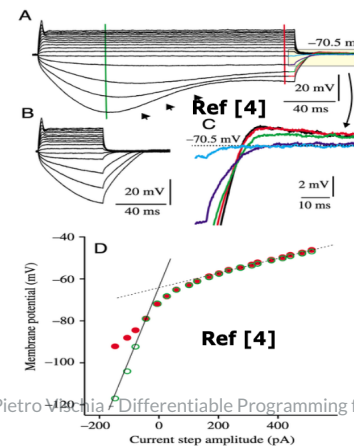 A
−70.5 m
20 mV
40 ms
Ref [4]
B
20 mV
40 ms
C
−70.5 mV
2 mV
10 ms
D
−40
−60
−80
−100
−120
Membrane potential (mV)
Ref [4]
−200
0
200
400
Current step amplitude (pA)
Pietro Vischia - Differentiable Programming f